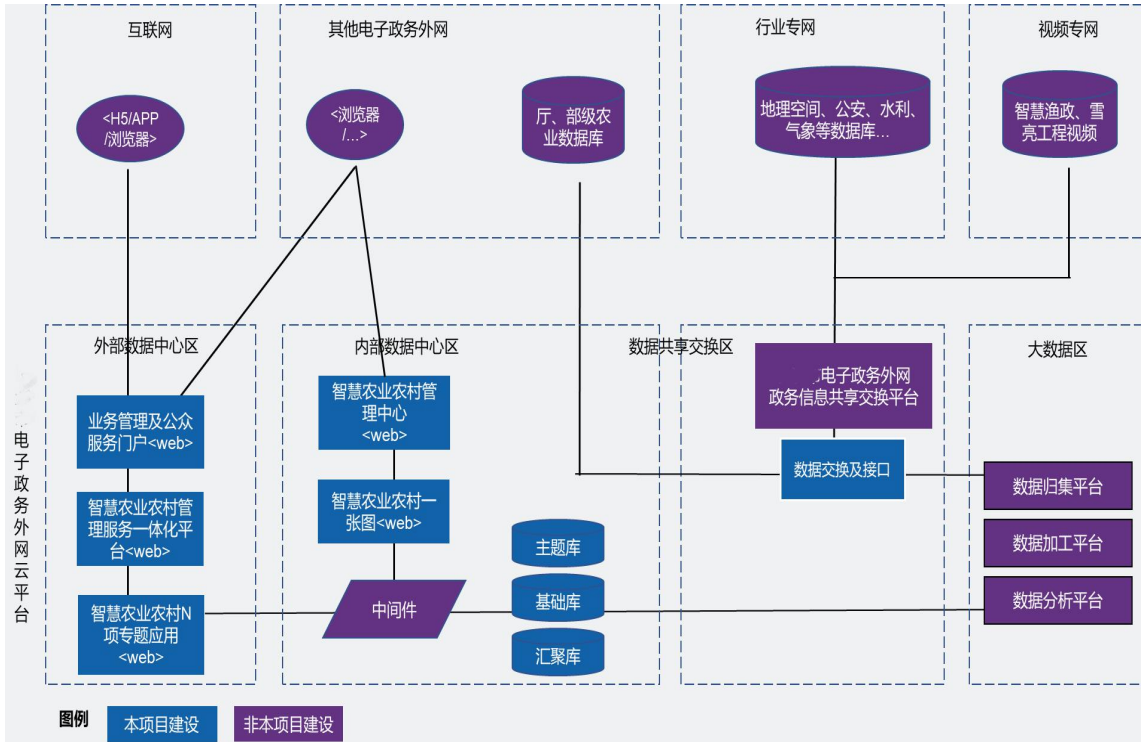 互联网
其他电子政务外网
行业专网
视频专网
<H5/APP
/浏览器>
<浏览器
/...>
厅、部级农
业数据库
地理空间、公安、水利、
气象等数据库...
智慧渔政、雪
亮工程视频
外部数据中心区
内部数据中心区
数据共享交换区
大数据区
业务管理及公众
服务门户<web>
智慧农业农村管
理服务一体化平
台<web>
智慧农业农村N
项专题应用
<web>
智慧农业农村管
理中心
<web>
智慧农业农村一
张图<web>
中间件
主题库
基础库
汇聚库
电子政务外网
政务信息共享交换平台
数据交换及接口
数据归集平台
数据加工平台
数据分析平台
电子政务外网云平台
图例
本项目建设
非本项目建设